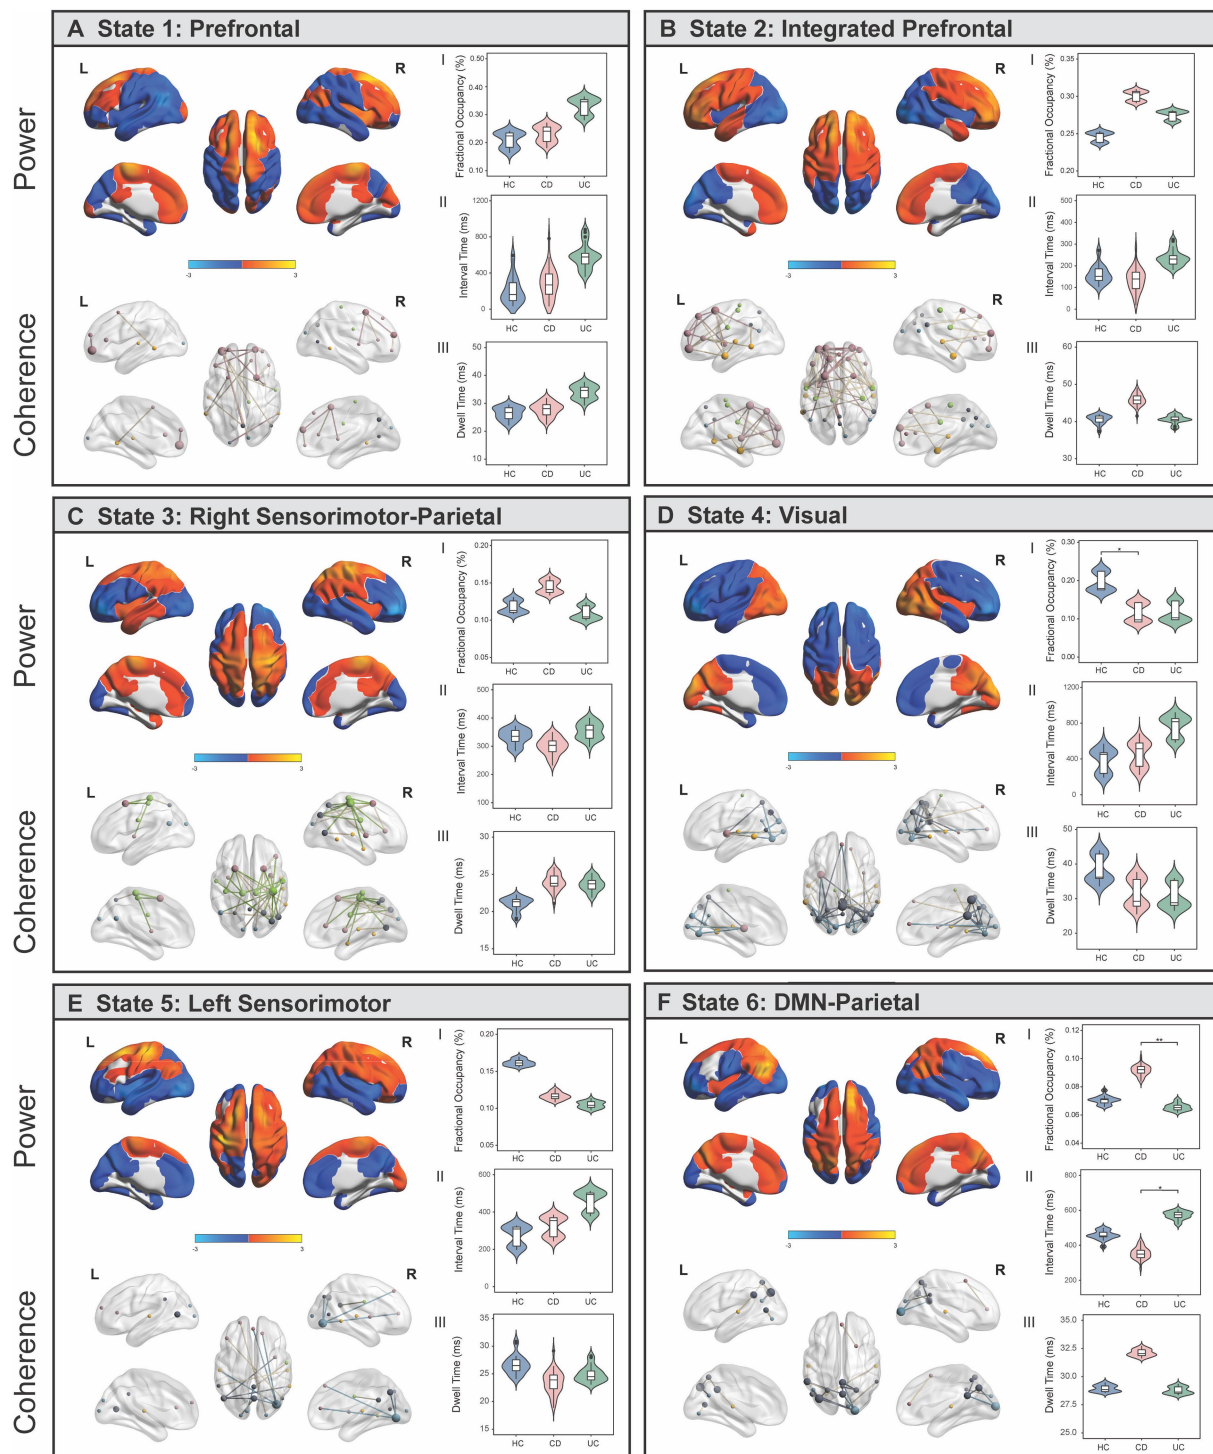 A State 1: Prefrontal
Power
Coherence
L
R
-3
3
L
R
I
Fractional Occupancy (%)
0.50
0.40
0.30
0.20
0.10
HC
CD
UC
II
Interval Time (ms)
1200
800
400
0
HC
CD
UC
III
Dwell Time (ms)
50
40
30
20
10
HC
CD
UC
B State 2: Integrated Prefrontal
L
R
-3
3
L
R
I
Fractional Occupancy (%)
0.35
0.30
0.25
0.20
HC
CD
UC
II
Interval Time (ms)
500
400
300
200
100
0
HC
CD
UC
III
Dwell Time (ms)
60
50
40
30
HC
CD
UC
C State 3: Right Sensorimotor-Parietal
Power
Coherence
L
R
-3
3
L
R
I
Fractional Occupancy (%)
0.20
0.15
0.10
0.05
HC
CD
UC
II
Interval Time (ms)
500
400
300
200
100
HC
CD
UC
III
Dwell Time (ms)
30
25
20
15
HC
CD
UC
D State 4: Visual
L
R
-3
3
L
R
I
Fractional Occupancy (%)
0.30
0.20
0.10
0.00
*
HC
CD
UC
II
Interval Time (ms)
1200
800
400
0
HC
CD
UC
III
Dwell Time (ms)
50
40
30
20
HC
CD
UC
E State 5: Left Sensorimotor
Power
Coherence
L
R
-3
3
L
R
I
Fractional Occupancy (%)
0.20
0.15
0.10
0.05
HC
CD
UC
II
Interval Time (ms)
600
400
200
0
HC
CD
UC
III
Dwell Time (ms)
35
30
25
20
15
HC
CD
UC
F State 6: DMN-Parietal
L
R
-3
3
L
R
I
Fractional Occupancy (%)
0.12
0.10
0.08
0.06
0.04
**
HC
CD
UC
II
Interval Time (ms)
800
600
400
200
*
HC
CD
UC
III
Dwell Time (ms)
35.0
32.5
30.0
27.5
25.0
HC
CD
UC